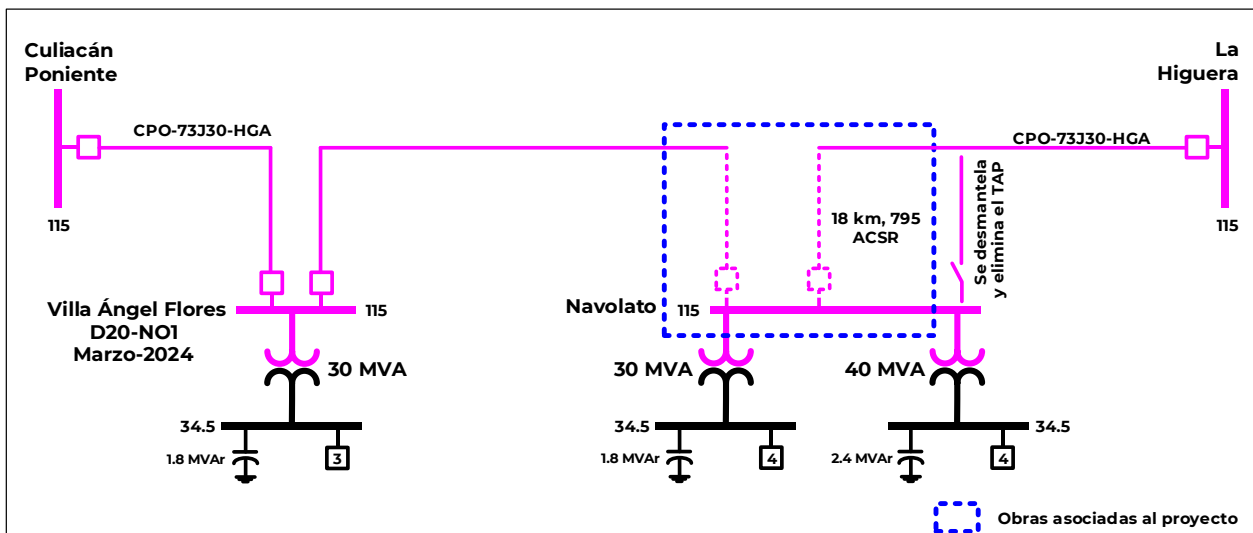 Culiacán
Poniente
La
Higuera
CPO-73J30-HGA
CPO-73J30-HGA
115
115
18 km, 795
ACSR
Se desmantela
y elimina el TAP
Villa Ángel Flores
D20-NO1
Marzo-2024
115
Navolato
115
30 MVA
30 MVA
40 MVA
34.5
34.5
34.5
1.8 MVAr
3
1.8 MVAr
4
2.4 MVAr
4
Obras asociadas al proyecto